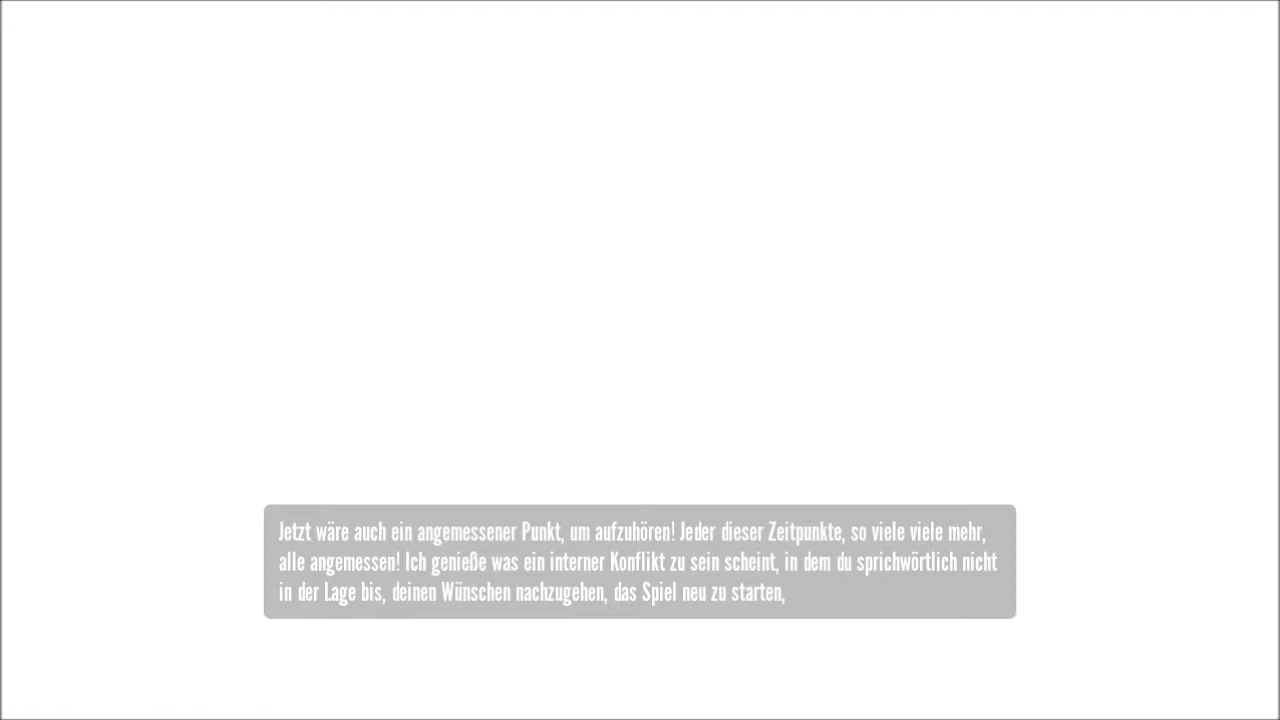 Jetzt wäre auch ein angemessener Punkt, um aufzuhören! Jeder dieser Zeitpunkte, so viele viele mehr,
alle angemessen! Ich genieße was ein interner Konflikt zu sein scheint, in dem du sprichwörtlich nicht
in der Lage bis, deinen Wünschen nachzugehen, das Spiel neu zu starten,